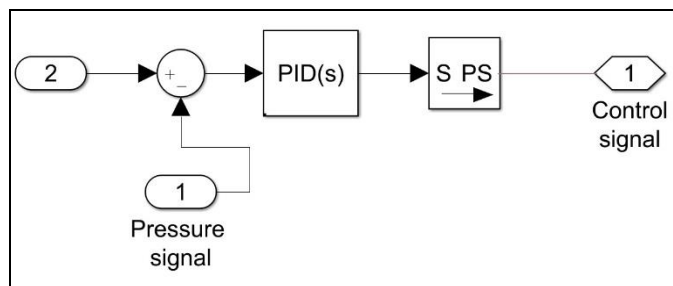 2
+
−
PID(s)
S PS
1
Control
signal
1
Pressure
signal